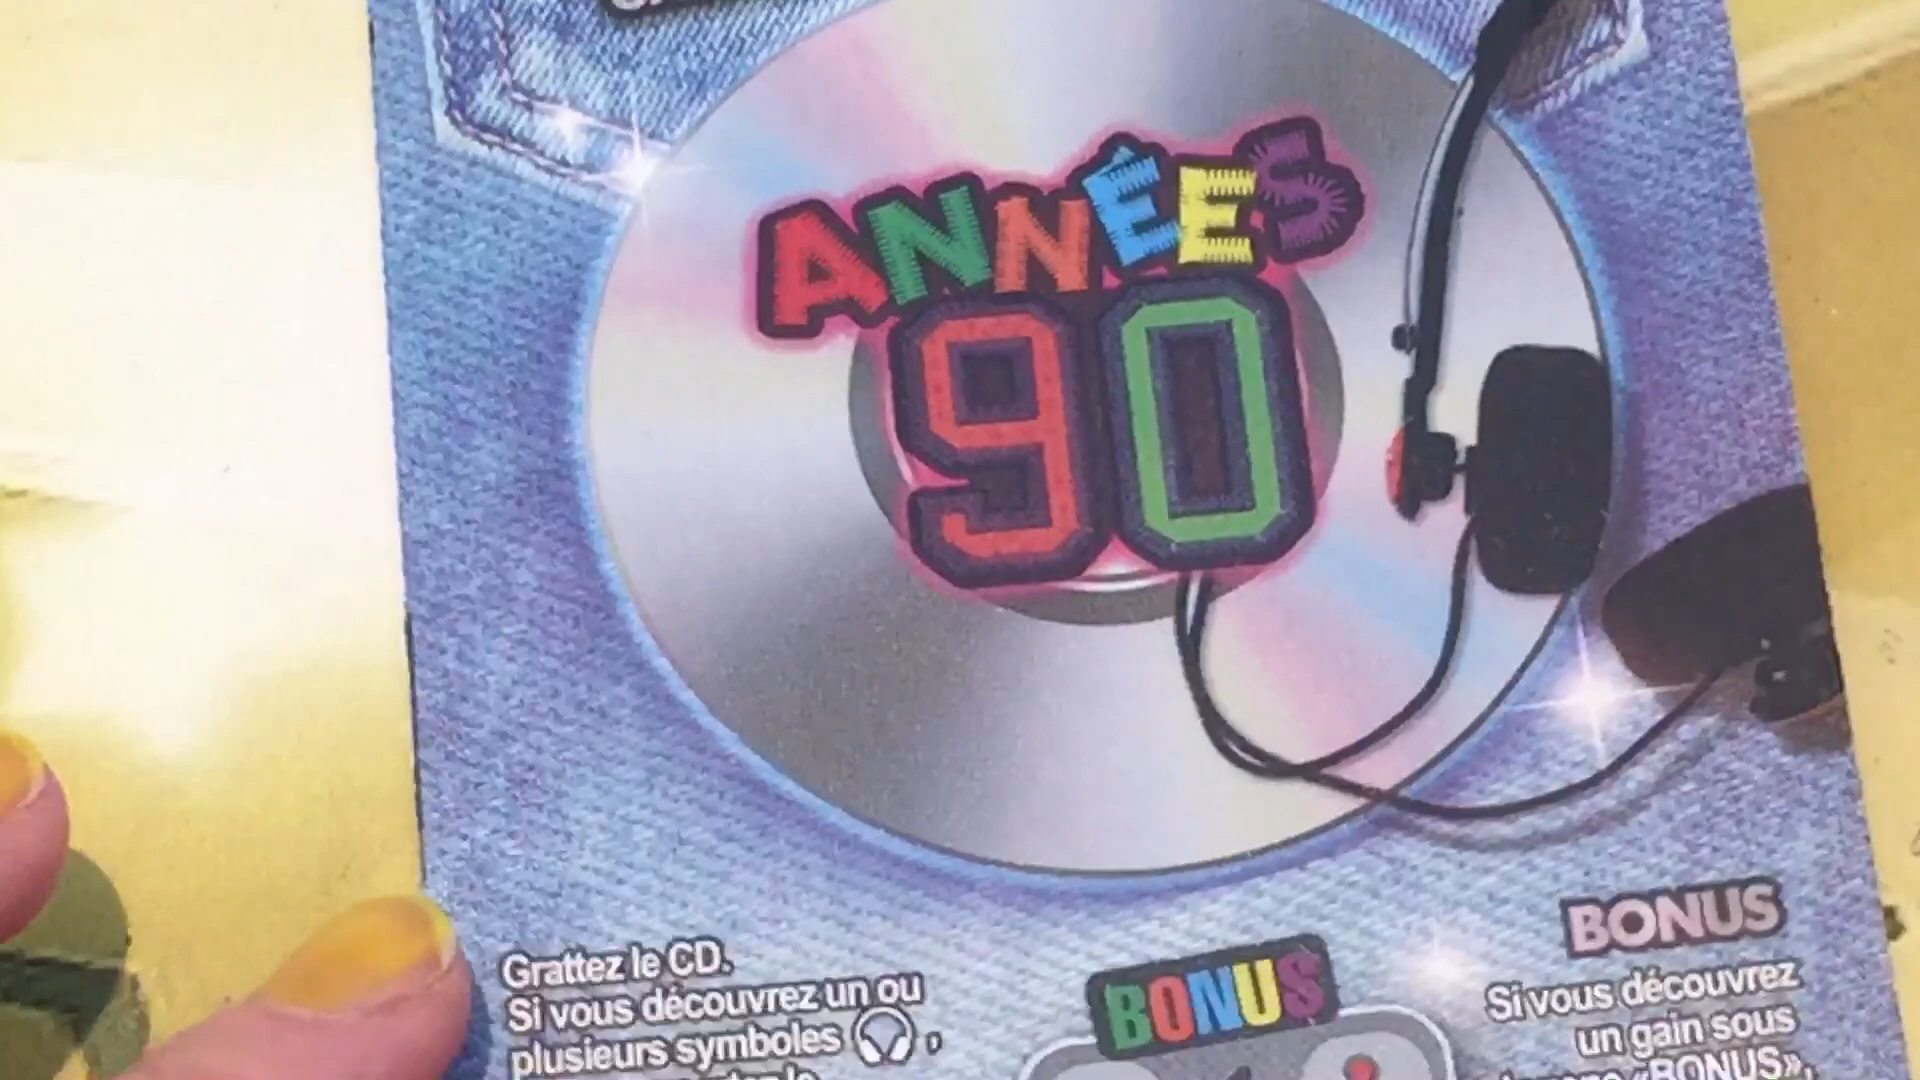 ANNÉES
90
Grattez le CD.
Si vous découvrez un ou
plusieurs symboles
BONUS
BONUS
Si vous découvrez
un gain sous
«BONUS»,